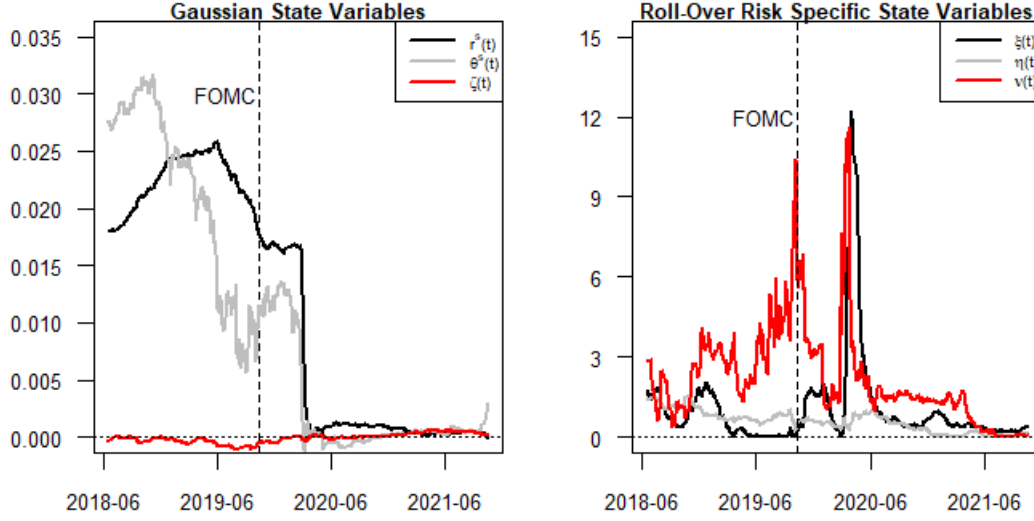 Gaussian State Variables
0.035
0.030
0.025
0.020
0.015
0.010
0.005
0.000
rˢ(t)
θˢ(t)
ζ(t)
FOMC
2018-06
2019-06
2020-06
2021-06
Roll-Over Risk Specific State Variables
15
12
9
6
3
0
ξ(t)
η(t)
ν(t)
FOMC
2018-06
2019-06
2020-06
2021-06